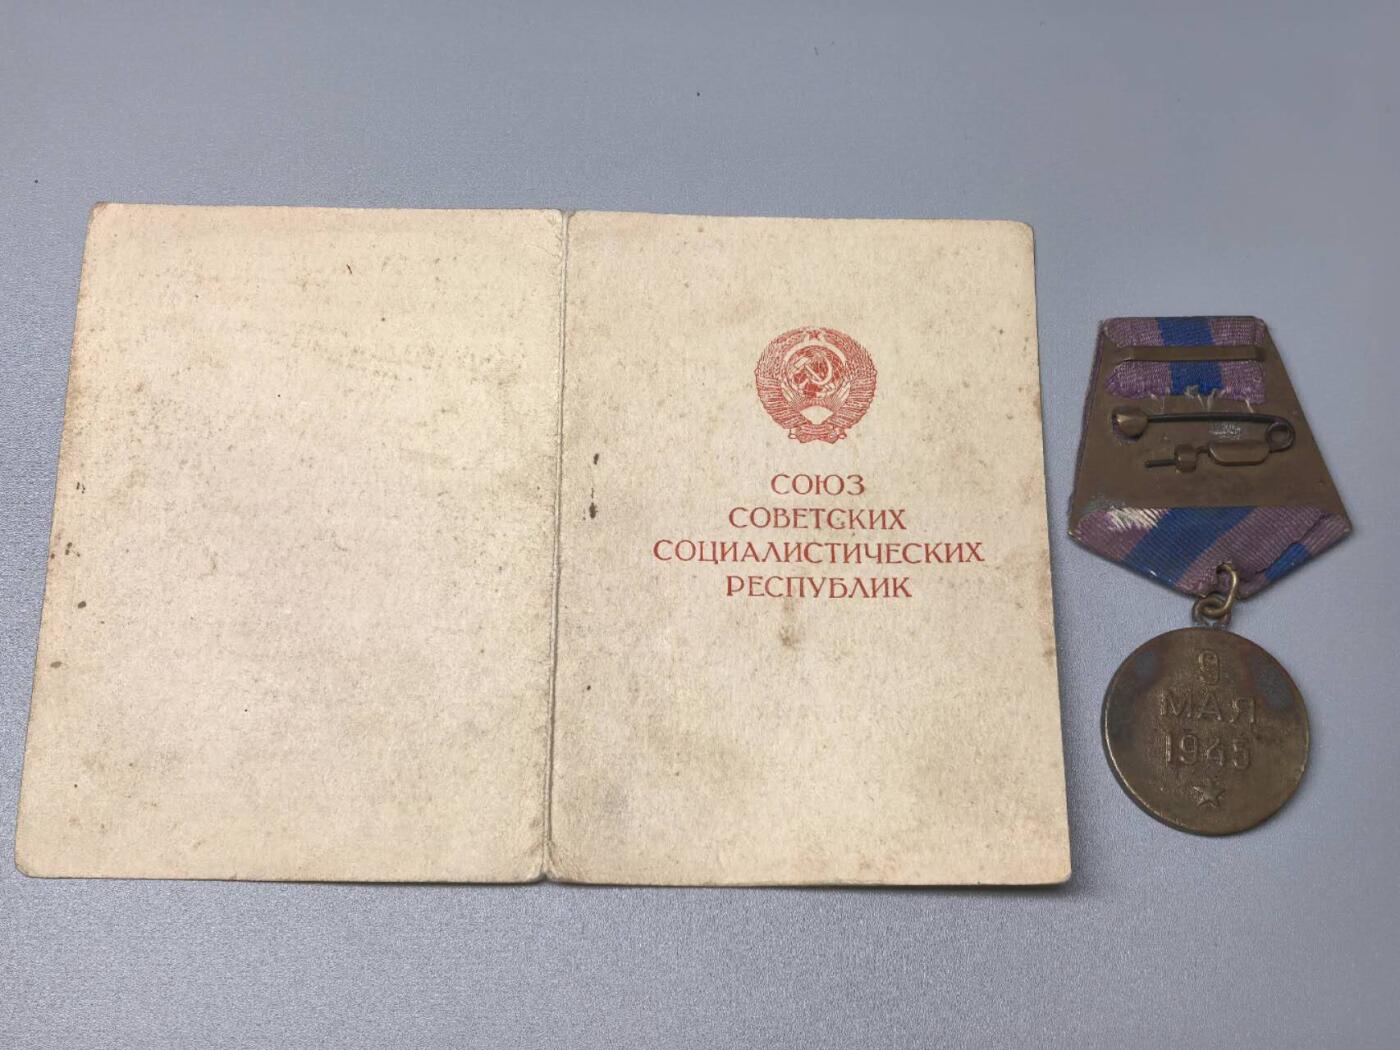 СОЮЗ
СОВЕТСКИХ
СОЦИАЛИСТИЧЕСКИХ
РЕСПУБЛИК
9
МАЯ
1945